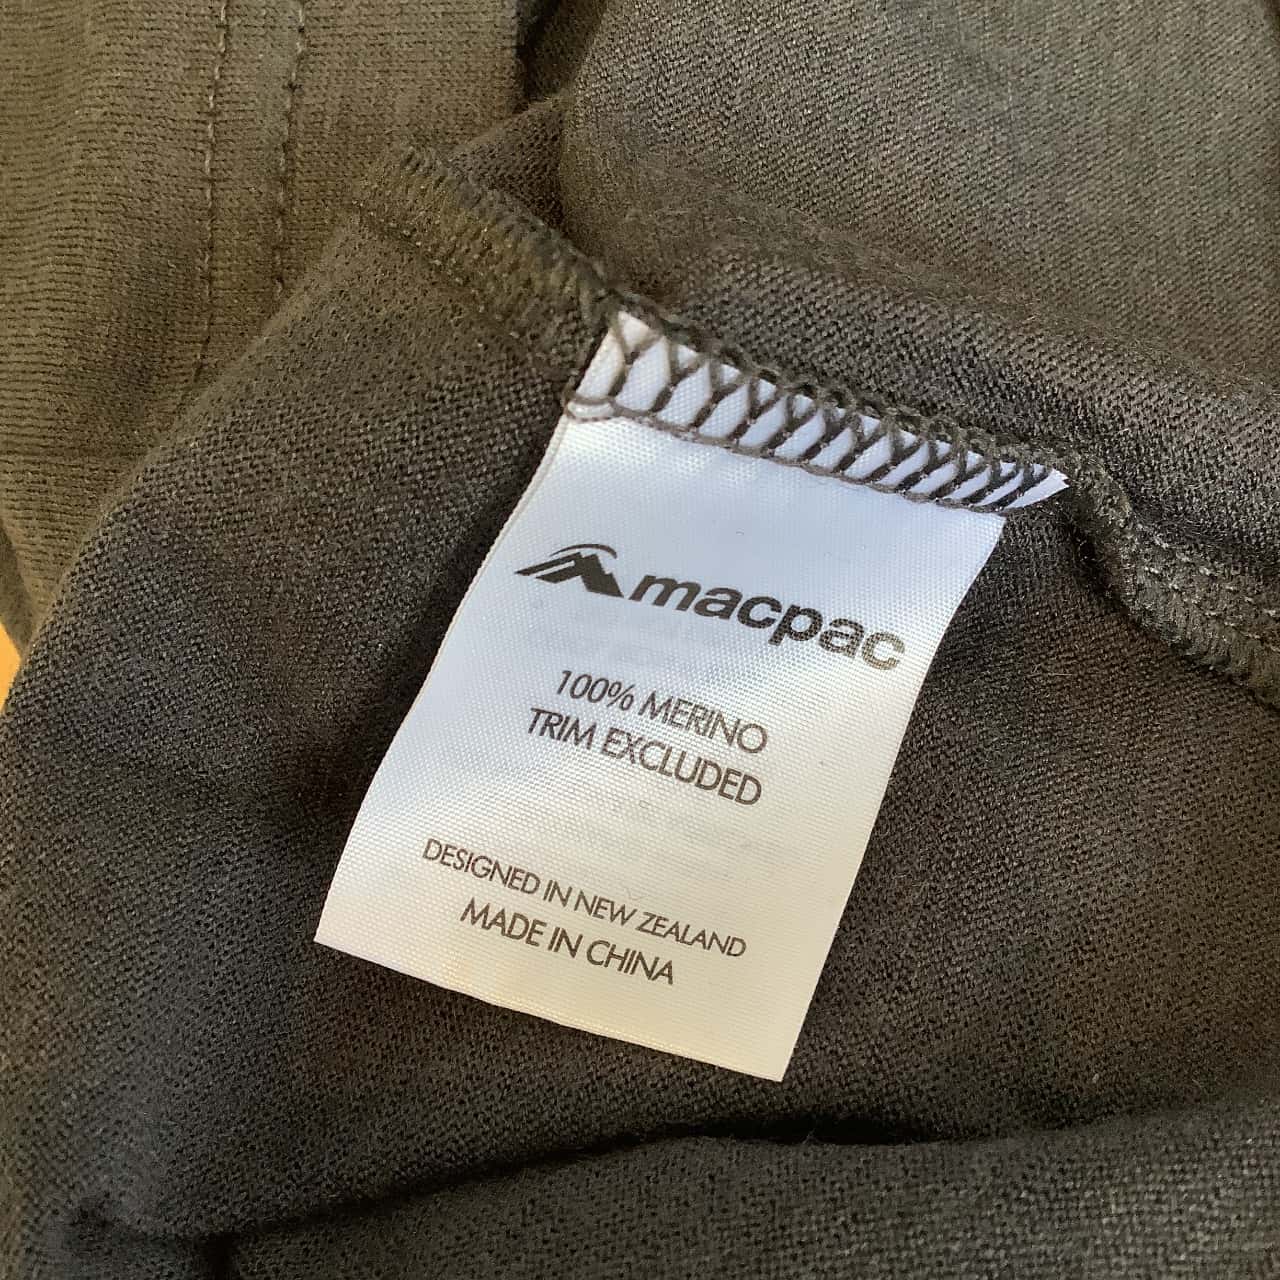 macpac
100% MERINO
TRIM EXCLUDED
DESIGNED IN NEW ZEALAND
MADE IN CHINA